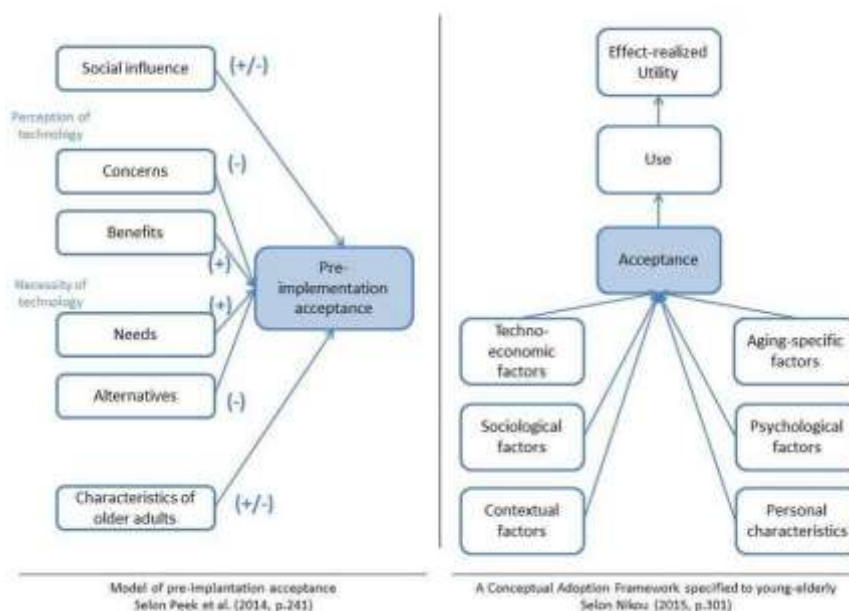 Social influence
(+/-)
Perception of
technology
Concerns
(-)
Benefits
(+)
Pre-
implementation
acceptance
Necessity of
technology
(+)
Needs
Alternatives
(-)
Characteristics of
older adults
(+/-)
Model of pre-implantation acceptance
Selon Peek et al. (2014, p.241)
Effect-realized
Utility
Use
Acceptance
Techno-
economic
factors
Aging-specific
factors
Sociological
factors
Psychological
factors
Contextual
factors
Personal
characteristics
A Conceptual Adoption Framework specified to young-elderly
Selon Nikou (2015, p.301)